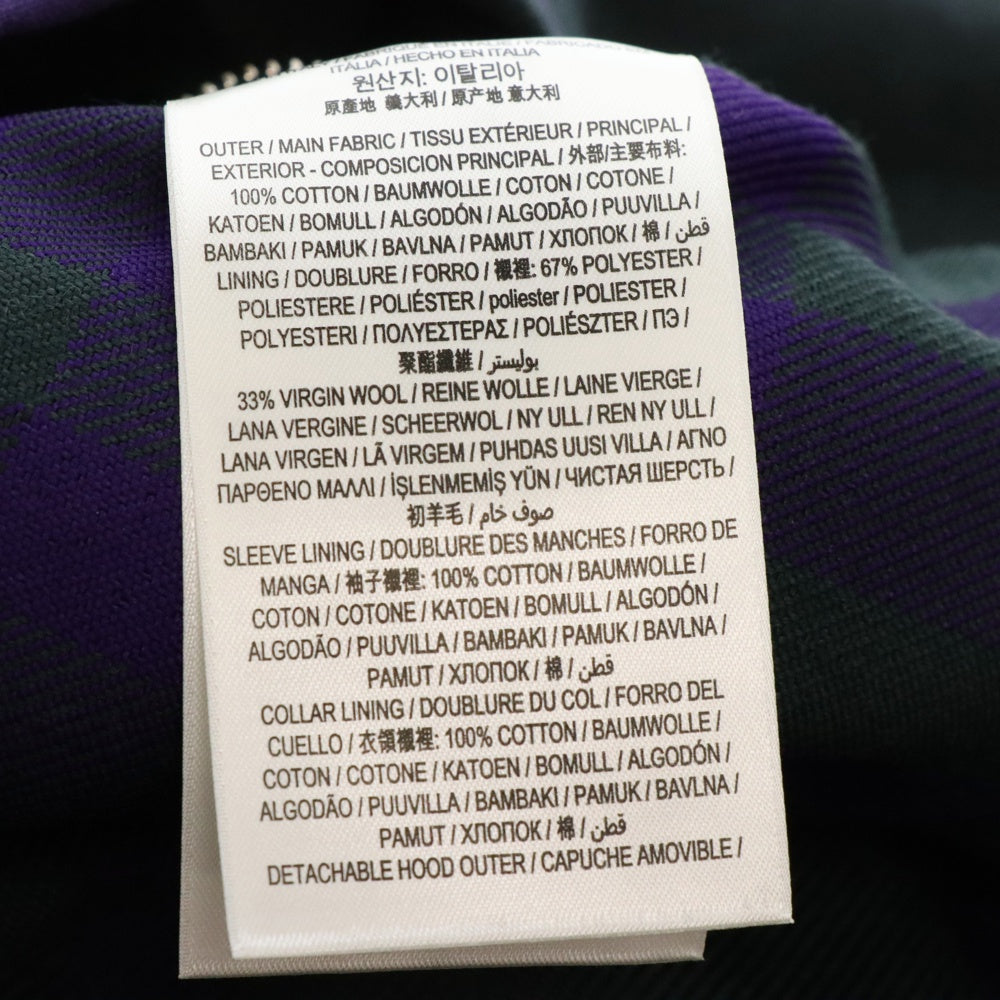 FABRIQUÉ EN ITALIE / FABRICADO EN
ITALIA / HECHO EN ITALIA
원산지: 이탈리아
原產地 義大利 / 原产地 意大利
OUTER / MAIN FABRIC / TISSU EXTÉRIEUR / PRINCIPAL /
EXTERIOR - COMPOSICION PRINCIPAL / 外部/主要布料:
100% COTTON / BAUMWOLLE / COTON / COTONE /
KATOEN / BOMULL / ALGODÓN / ALGODÃO / PUUVILLA /
BAMBAKI / PAMUK / BAVLNA / PAMUT / ХЛОПОК / 棉 / قطن
LINING / DOUBLURE / FORRO / 襯裡: 67% POLYESTER /
POLIESTERE / POLIÉSTER / poliester / POLIESTER /
POLYESTERI / ΠΟΛΥΕΣΤΕΡΑΣ / POLIÉSZTER / ПЭ /
聚酯纖維 / بوليستر
33% VIRGIN WOOL / REINE WOLLE / LAINE VIERGE /
LANA VERGINE / SCHEERWOL / NY ULL / REN NY ULL /
LANA VIRGEN / LÃ VIRGEM / PUHDAS UUSI VILLA / ΑΓΝΟ
ΠΑΡΘΕΝΟ ΜΑΛΛΙ / İŞLENMEMİŞ YÜN / ЧИСТАЯ ШЕРСТЬ /
初羊毛 / صوف خام
SLEEVE LINING / DOUBLURE DES MANCHES / FORRO DE
MANGA / 袖子襯裡: 100% COTTON / BAUMWOLLE /
COTON / COTONE / KATOEN / BOMULL / ALGODÓN /
ALGODÃO / PUUVILLA / BAMBAKI / PAMUK / BAVLNA /
PAMUT / ХЛОПОК / 棉 / قطن
COLLAR LINING / DOUBLURE DU COL / FORRO DEL
CUELLO / 衣領襯裡: 100% COTTON / BAUMWOLLE /
COTON / COTONE / KATOEN / BOMULL / ALGODÓN /
ALGODÃO / PUUVILLA / BAMBAKI / PAMUK / BAVLNA /
PAMUT / ХЛОПОК / 棉 / قطن
DETACHABLE HOOD OUTER / CAPUCHE AMOVIBLE /